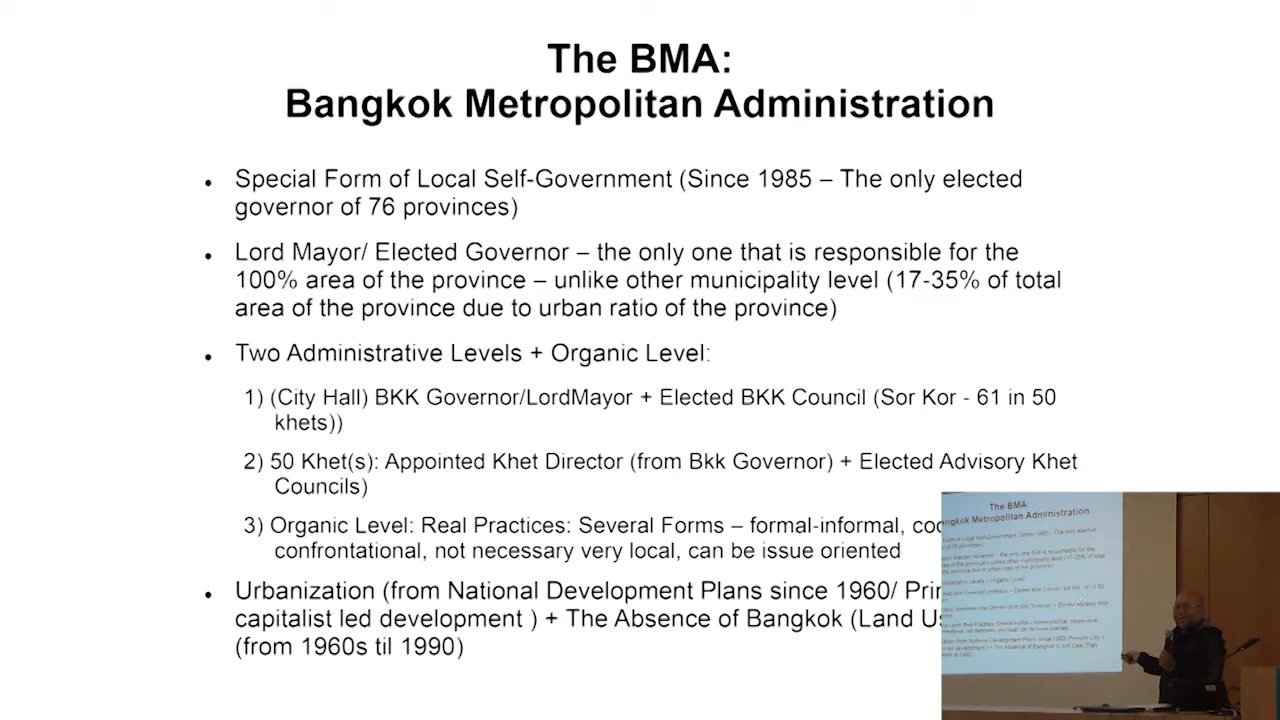 The BMA:
Bangkok Metropolitan Administration
• Special Form of Local Self-Government (Since 1985 – The only elected
governor of 76 provinces)
• Lord Mayor/ Elected Governor – the only one that is responsible for the
100% area of the province – unlike other municipality level (17-35% of total
area of the province due to urban ratio of the province)
• Two Administrative Levels + Organic Level:
1) (City Hall) BKK Governor/LordMayor + Elected BKK Council (Sor Kor - 61 in 50
khets))
2) 50 Khet(s): Appointed Khet Director (from Bkk Governor) + Elected Advisory Khet
Councils)
3) Organic Level: Real Practices: Several Forms – formal-informal,
confrontational, not necessary very local, can be issue oriented
• Urbanization (from National Development Plans since 1960/
capitalist led development ) + The Absence of Bangkok (Land
(from 1960s til 1990)
The BMA:
Metropolitan Administration